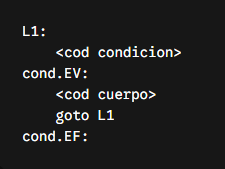 L1:
    <cod condicion>
cond.EV:
    <cod cuerpo>
    goto L1
cond.EF: